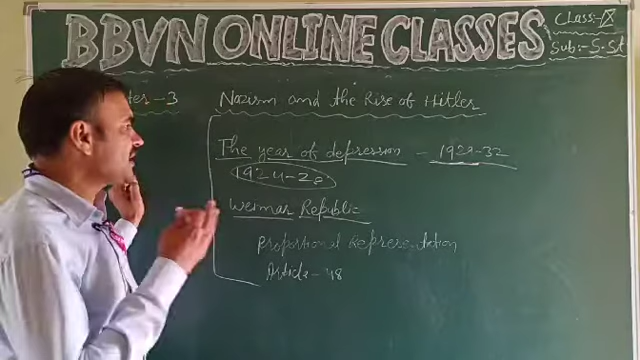 BBVN ONLINE CLASSES
Class:- IX
Sub:- S.St
ter-3
Nazism and the Rise of Hitler
The year of depression - 1929-32
1924-28
Weimar Republic
Proportional Representation
Article - 48